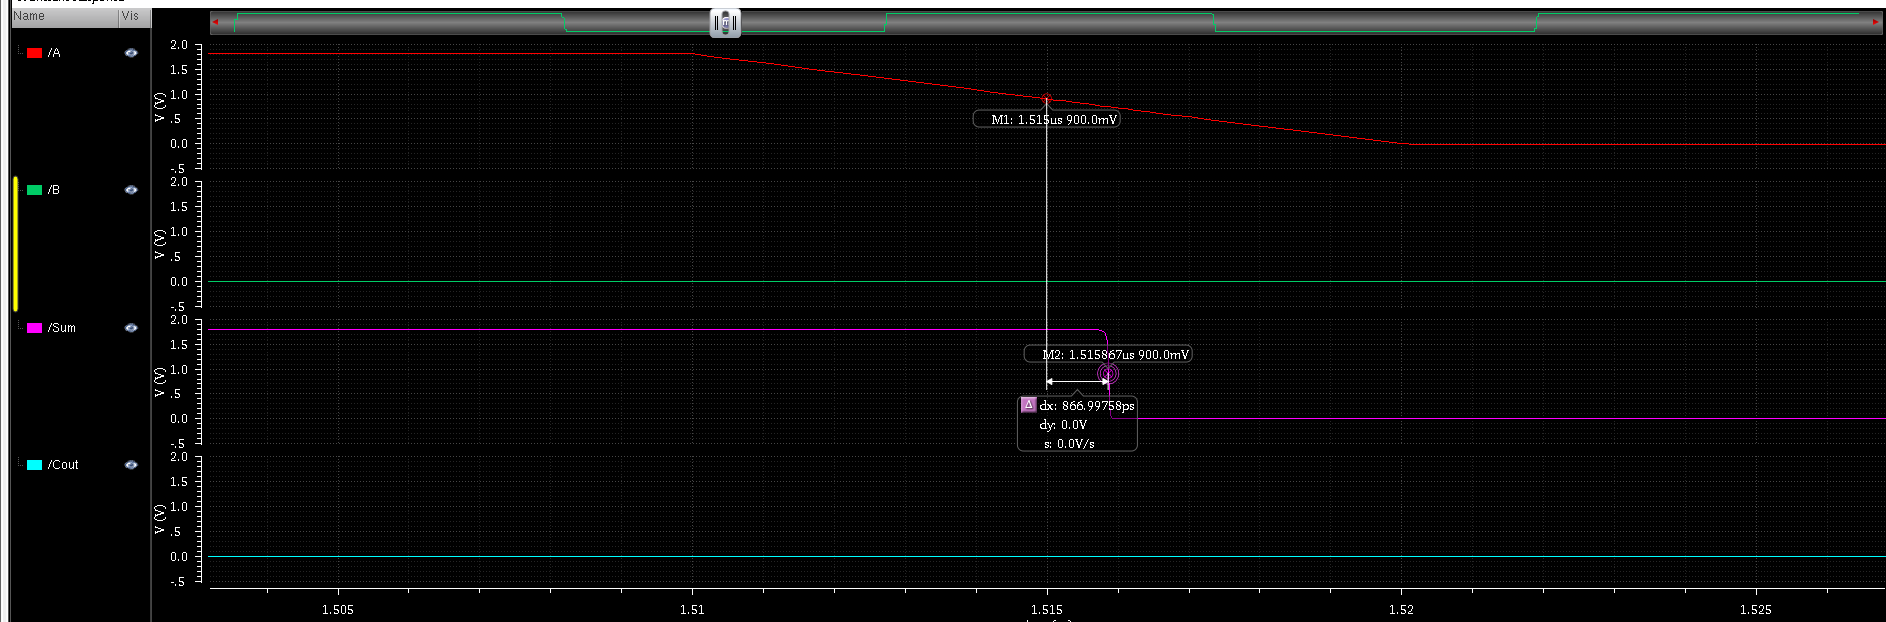 Name Vis
/A
2.0
1.5
1.0
.5
0.0
-.5
V (V)
M1: 1.515us 900.0mV
/B
2.0
1.5
1.0
.5
0.0
-.5
V (V)
/Sum
2.0
1.5
1.0
.5
0.0
-.5
V (V)
M2: 1.515867us 900.0mV
Δ dx: 866.99758ps
dy: 0.0V
s: 0.0V/s
/Cout
2.0
1.5
1.0
.5
0.0
-.5
V (V)
1.505 1.51 1.515 1.52 1.525